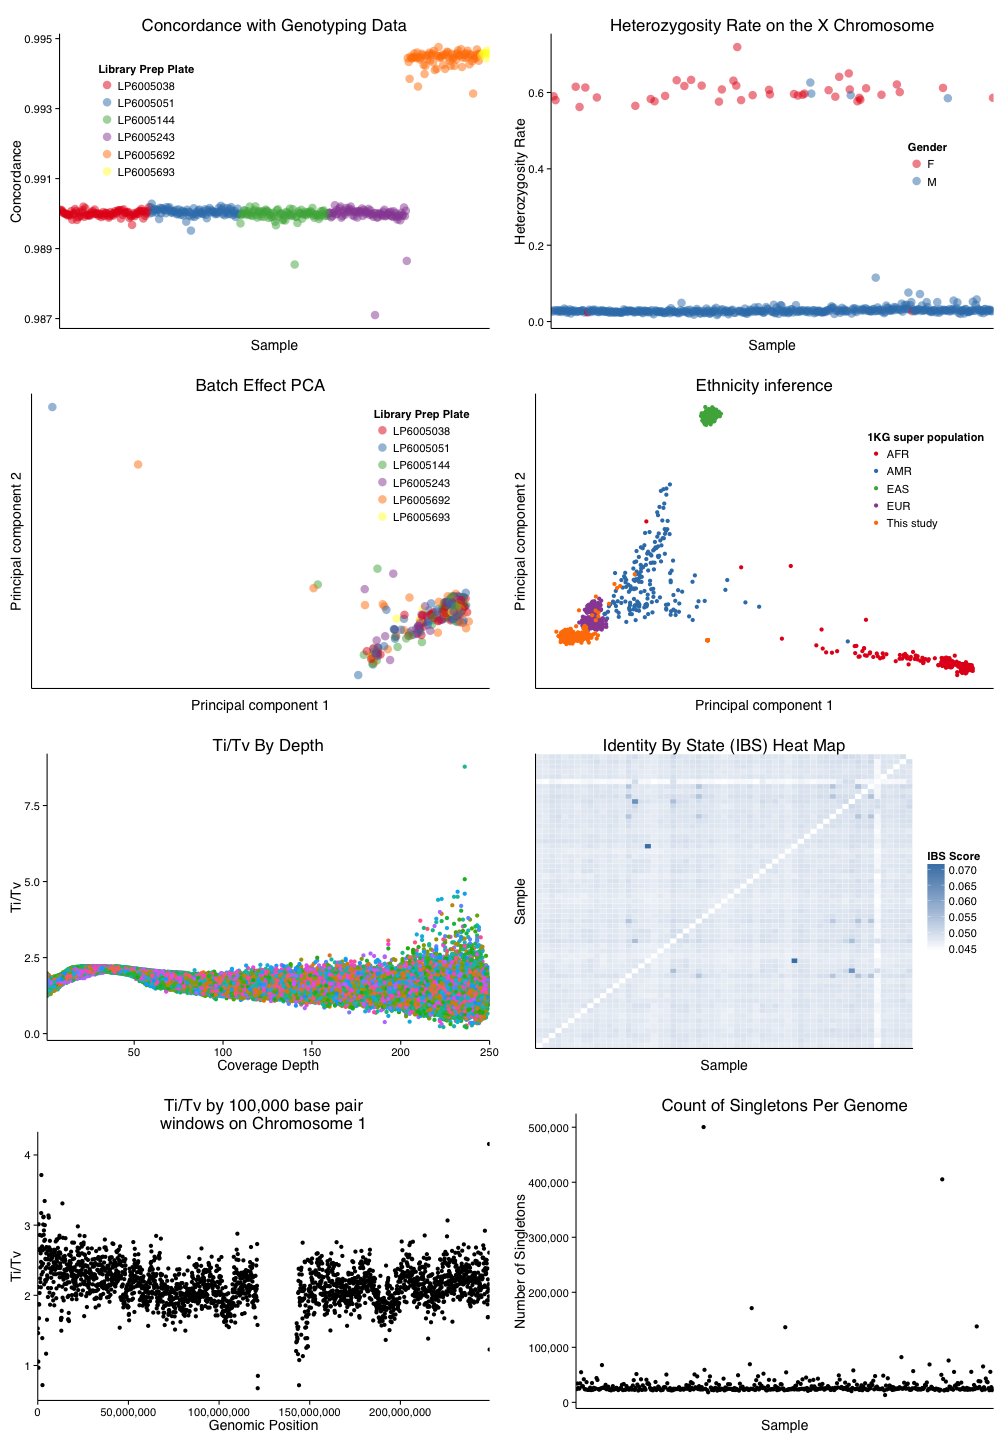 Concordance with Genotyping Data
0.995
0.993
0.991
0.989
0.987
Concordance
Library Prep Plate
LP6005038
LP6005051
LP6005144
LP6005243
LP6005692
LP6005693
Sample
Heterozygosity Rate on the X Chromosome
0.6
0.4
0.2
0.0
Heterozygosity Rate
Gender
F
M
Sample
Batch Effect PCA
Principal component 2
Library Prep Plate
LP6005038
LP6005051
LP6005144
LP6005243
LP6005692
LP6005693
Principal component 1
Ethnicity inference
Principal component 2
1KG super population
AFR
AMR
EAS
EUR
This study
Principal component 1
Ti/Tv By Depth
7.5
5.0
2.5
0.0
Ti/Tv
50 100 150 200 250
Coverage Depth
Identity By State (IBS) Heat Map
Sample
IBS Score
0.070
0.065
0.060
0.055
0.050
0.045
Sample
Ti/Tv by 100,000 base pair
windows on Chromosome 1
4
3
2
1
Ti/Tv
0 50,000,000 100,000,000 150,000,000 200,000,000
Genomic Position
Count of Singletons Per Genome
500,000
400,000
300,000
200,000
100,000
0
Number of Singletons
Sample